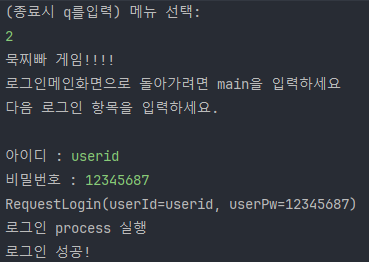 (종료시 q를입력) 메뉴 선택:
2
묵찌빠 게임!!!!
로그인메인화면으로 돌아가려면 main을 입력하세요
다음 로그인 항목을 입력하세요.
아이디 : userid
비밀번호 : 12345687
RequestLogin(userId=userid, userPw=12345687)
로그인 process 실행
로그인 성공!